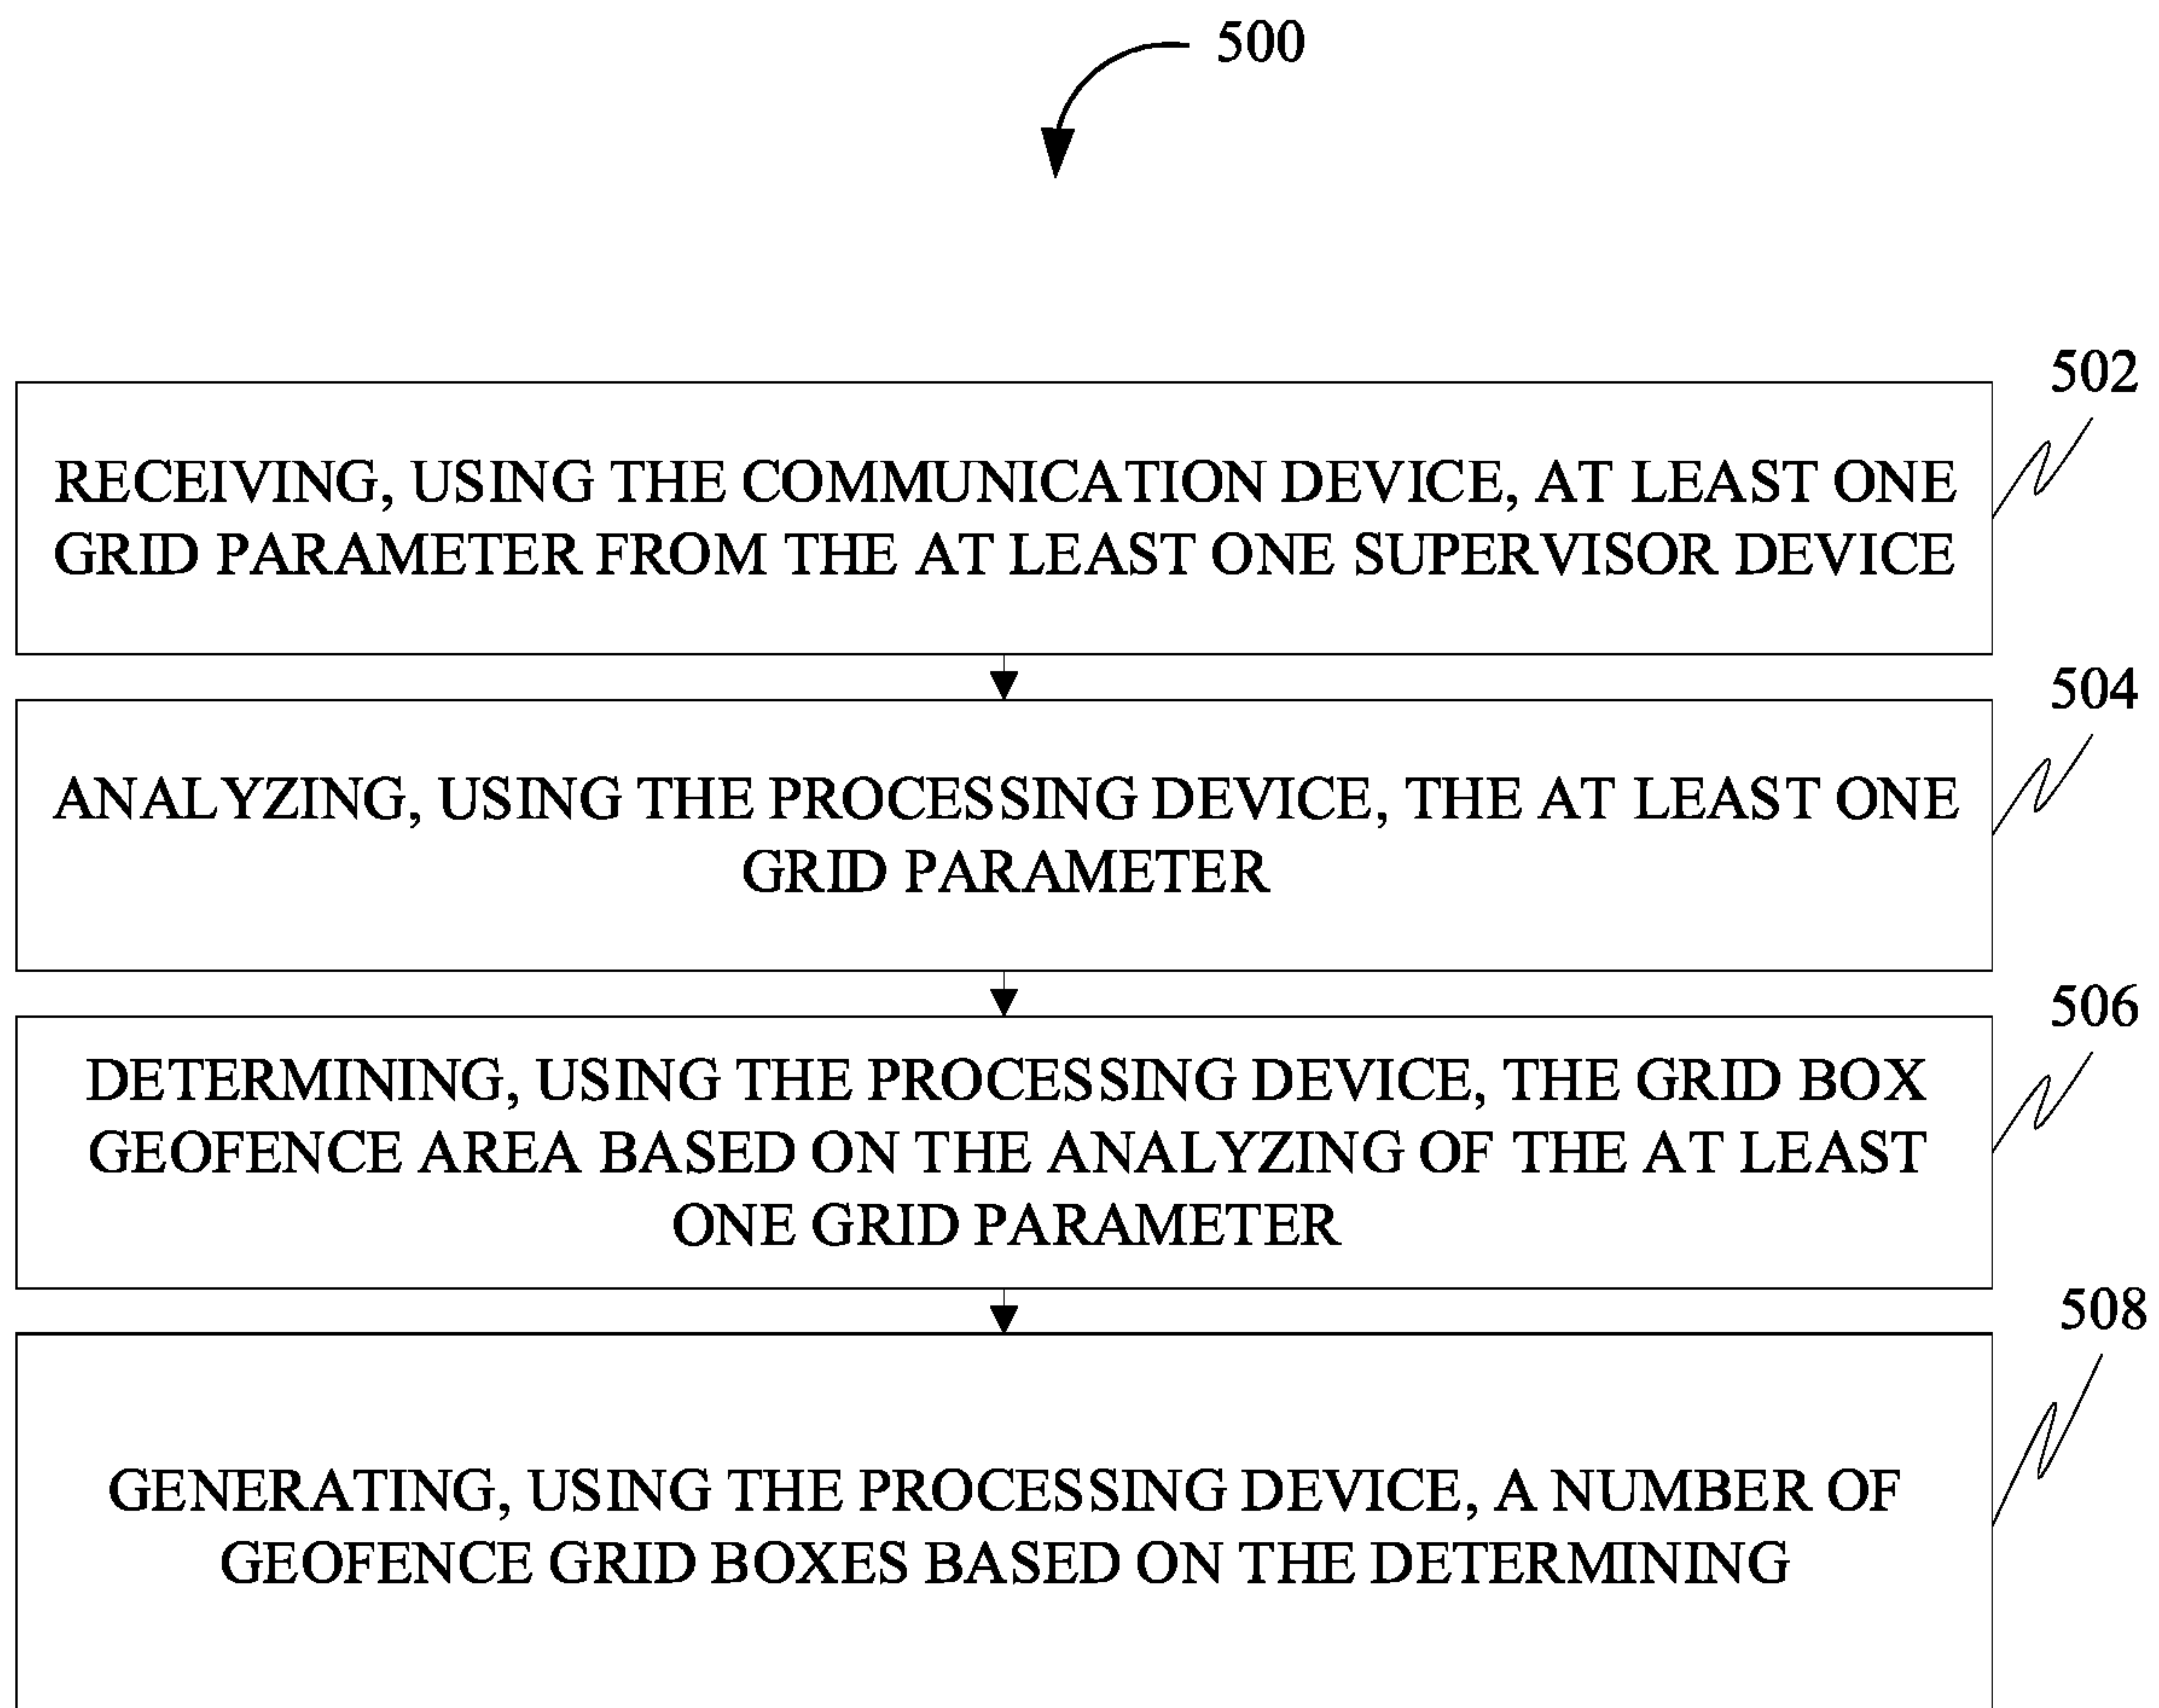 500
502
RECEIVING, USING THE COMMUNICATION DEVICE, AT LEAST ONE
GRID PARAMETER FROM THE AT LEAST ONE SUPERVISOR DEVICE
504
ANALYZING, USING THE PROCESSING DEVICE, THE AT LEAST ONE
GRID PARAMETER
506
DETERMINING, USING THE PROCESSING DEVICE, THE GRID BOX
GEOFENCE AREA BASED ON THE ANALYZING OF THE AT LEAST
ONE GRID PARAMETER
508
GENERATING, USING THE PROCESSING DEVICE, A NUMBER OF
GEOFENCE GRID BOXES BASED ON THE DETERMINING